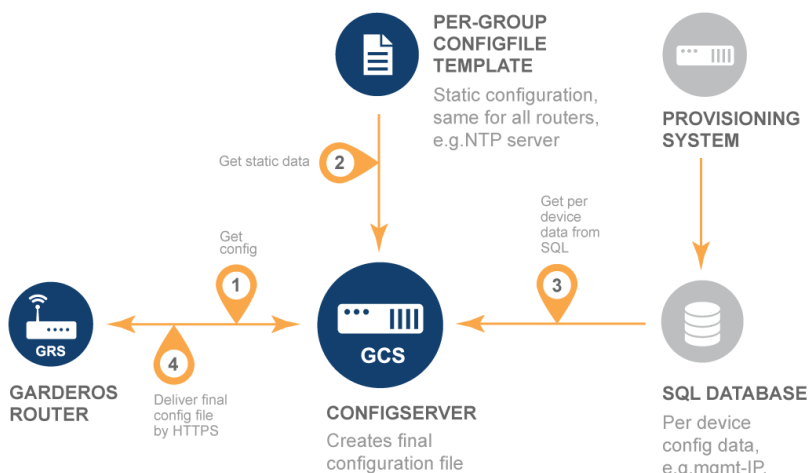 PER-GROUP
CONFIGFILE
TEMPLATE
Static configuration,
same for all routers,
e.g.NTP server
PROVISIONING
SYSTEM
Get static data
2
Get per
device
data from
SQL
Get
config
1
3
GRS
GCS
4
GARDEROS
ROUTER
Deliver final
config file
by HTTPS
CONFIGSERVER
Creates final
configuration file
SQL DATABASE
Per device
config data,
e.g.mgmt-IP,